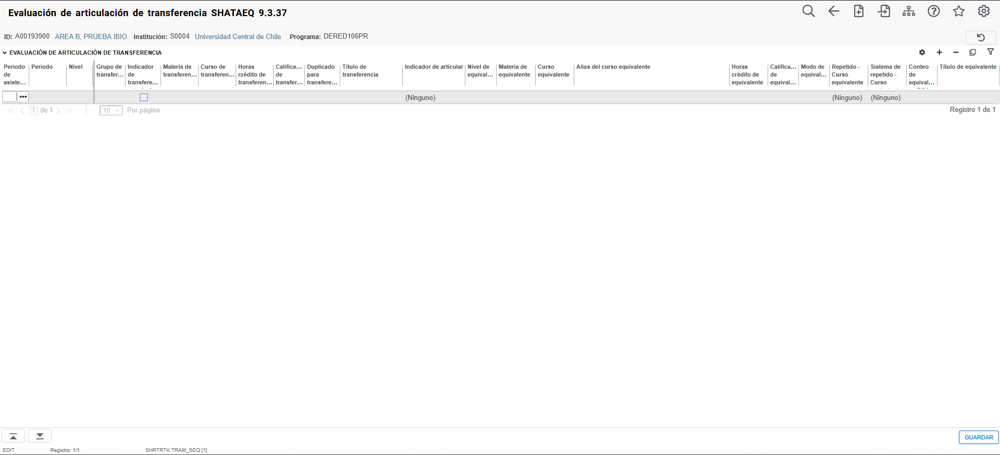 Evaluación de articulación de transferencia SHATAEQ 9.3.37
ID: A00193900 AREA B, PRUEBA IBIO Institución: S0004 Universidad Central de Chile Programa: DERED106PR
EVALUACIÓN DE ARTICULACIÓN DE TRANSFERENCIA
Periodo de asiste...
Periodo
Nivel
Grupo de transfer...
Indicador de transfere...
Materia de transferen...
Curso de transferen...
Horas crédito de transferen...
Califica... de transfer...
Duplicado para transfere...
Título de transferencia
Indicador de articular
Nivel de equival...
Materia de equivalente
Curso equivalente
Alias del curso equivalente
Horas crédito de equivalente
Califica... de equival...
Modo de equival...
Repetido - Curso equivalente
Sistema de repetido - Curso
Conteo de equival...
Título de equivalente
(Ninguno) (Ninguno) (Ninguno)
1 de 1 10 Por página Registro 1 de 1
GUARDAR
EDIT Registro: 1/1 SHRTRTK.TRAM_SEQ [1]